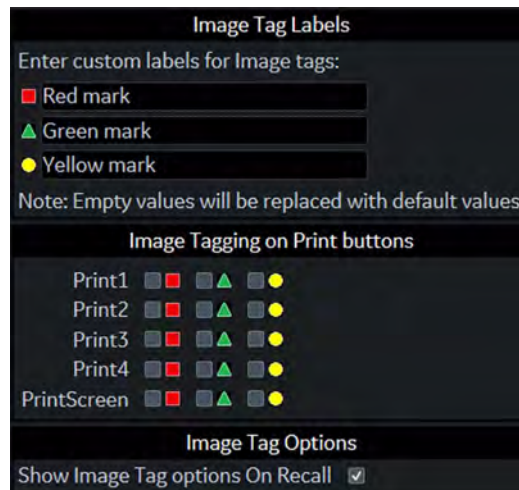 Image Tag Labels
Enter custom labels for Image tags:
Red mark
Green mark
Yellow mark
Note: Empty values will be replaced with default values
Image Tagging on Print buttons
Print1
Print2
Print3
Print4
PrintScreen
Image Tag Options
Show Image Tag options On Recall